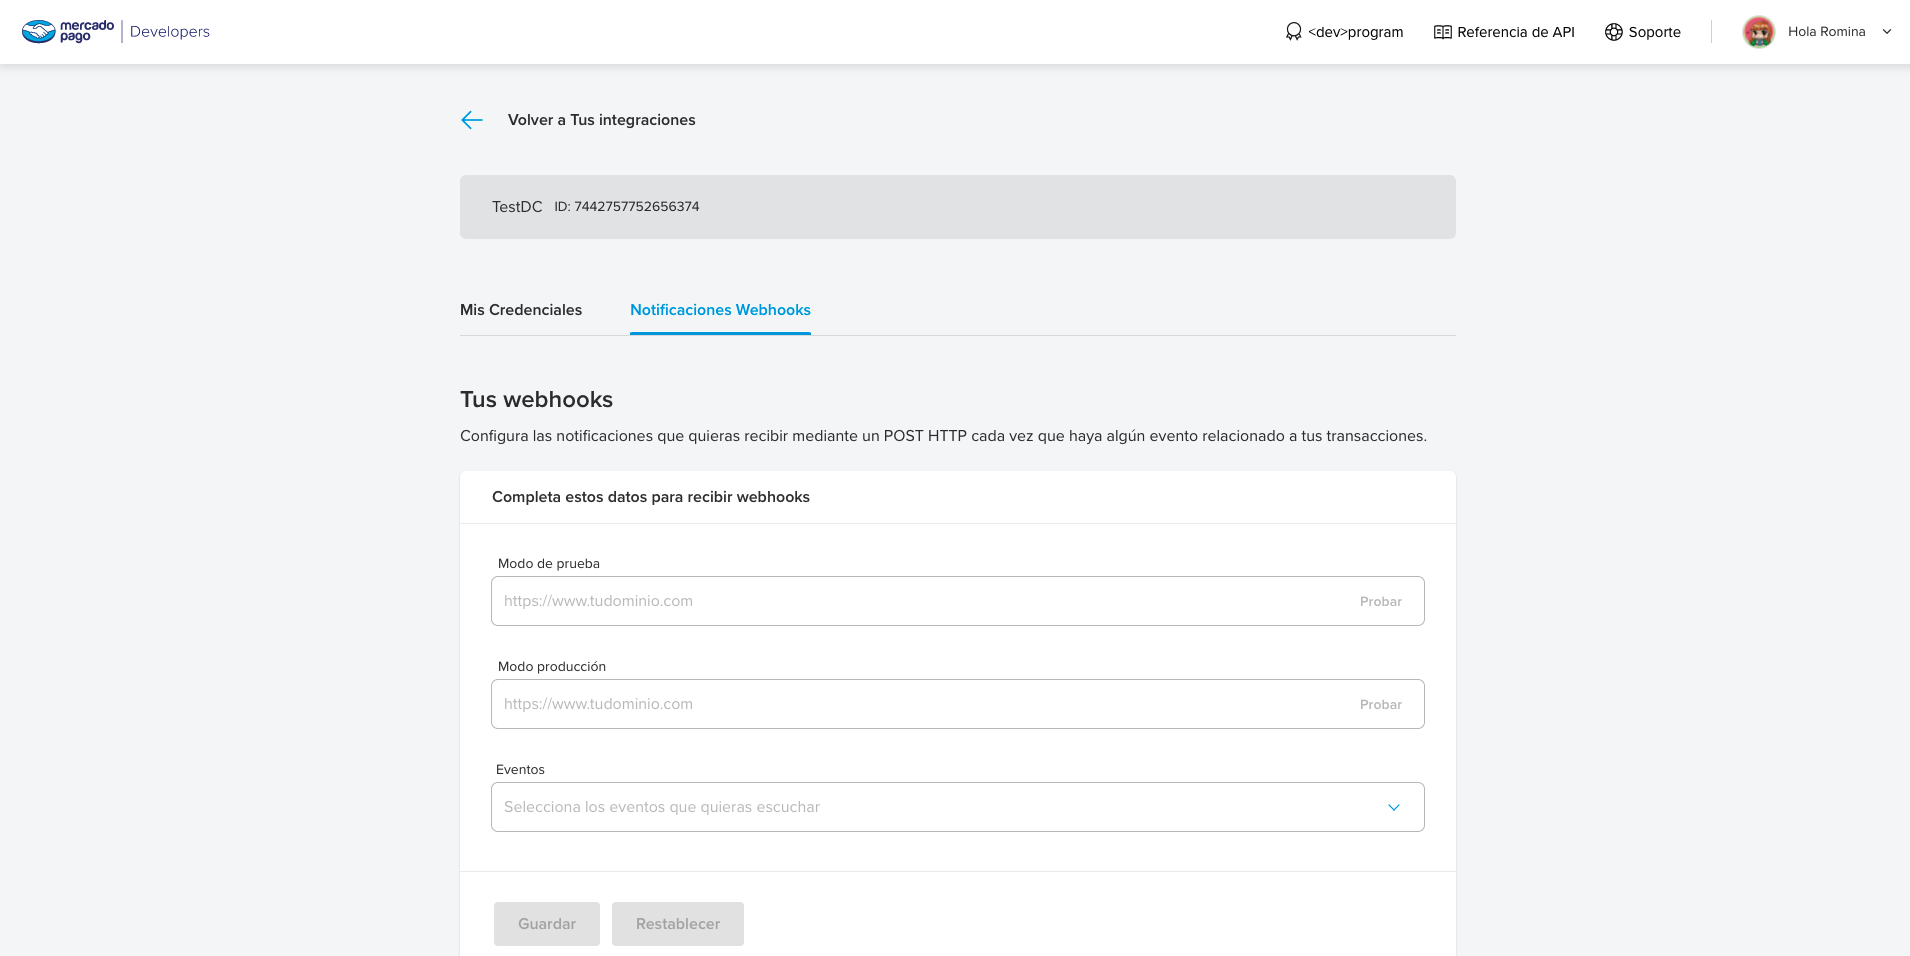 mercado pago | Developers
<dev>program
Referencia de API
Soporte
Hola Romina
Volver a Tus integraciones
TestDC ID: 7442757752656374
Mis Credenciales
Notificaciones Webhooks
Tus webhooks
Configura las notificaciones que quieras recibir mediante un POST HTTP cada vez que haya algún evento relacionado a tus transacciones.
Completa estos datos para recibir webhooks
Modo de prueba
https://www.tudominio.com Probar
Modo producción
https://www.tudominio.com Probar
Eventos
Selecciona los eventos que quieras escuchar
Guardar
Restablecer